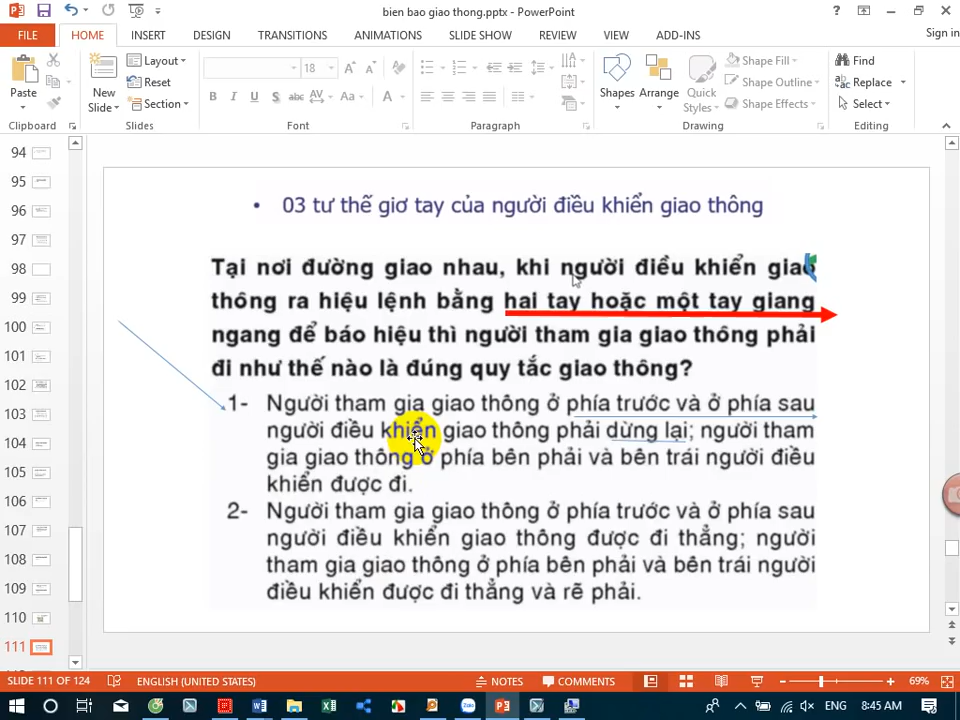 bien bao giao thong.pptx - PowerPoint
Sign in
FILE HOME INSERT DESIGN TRANSITIONS ANIMATIONS SLIDE SHOW REVIEW VIEW ADD-INS
Paste
New Slide
Layout
Reset
Section
18
B I U S abc AV Aa A
Shapes Arrange Quick Styles
Shape Fill
Shape Outline
Shape Effects
Find
Replace
Select
Clipboard Slides Font Paragraph Drawing Editing
94
95
96
97
98
99
100
101
102
103
104
105
106
107
108
109
110
111
• 03 tư thế giơ tay của người điều khiển giao thông
Tại nơi đường giao nhau, khi người điều khiển giao
thông ra hiệu lệnh bằng hai tay hoặc một tay giang
ngang để báo hiệu thì người tham gia giao thông phải
đi như thế nào là đúng quy tắc giao thông?
1- Người tham gia giao thông ở phía trước và ở phía sau
người điều khiển giao thông phải dừng lại; người tham
gia giao thông ở phía bên phải và bên trái người điều
khiển được đi.
2- Người tham gia giao thông ở phía trước và ở phía sau
người điều khiển giao thông được đi thẳng; người
tham gia giao thông ở phía bên phải và bên trái người
điều khiển được đi thẳng và rẽ phải.
SLIDE 111 OF 124 ENGLISH (UNITED STATES) NOTES COMMENTS 69%
Zalo ENG 8:45 AM